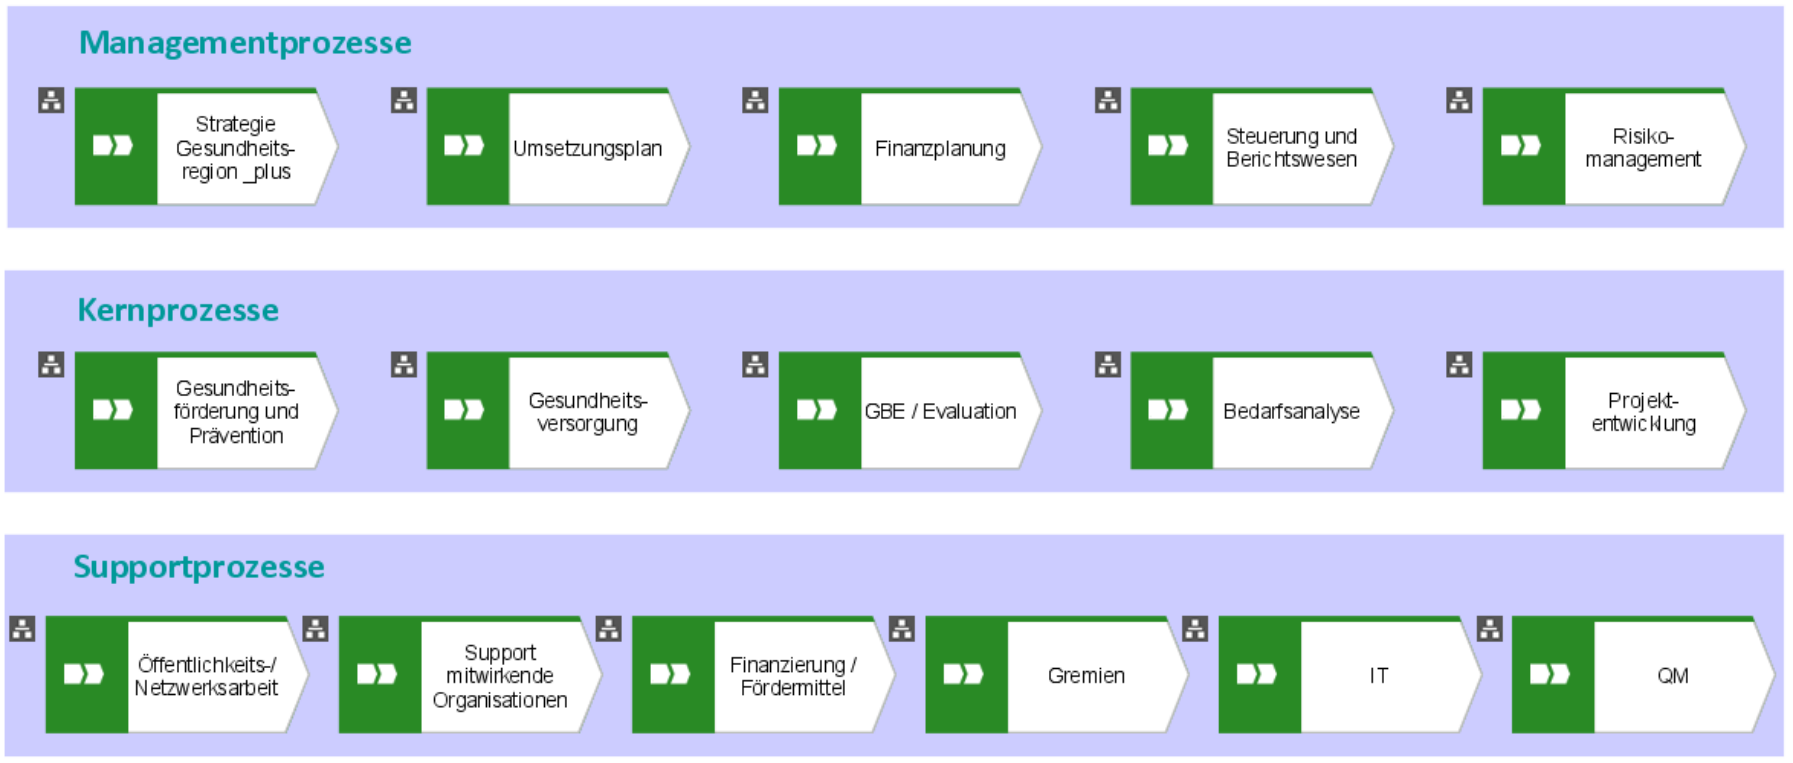 Managementprozesse
Strategie
Gesundheits-
region _plus
Umsetzungsplan
Finanzplanung
Steuerung und
Berichtswesen
Risiko-
management
Kernprozesse
Gesundheits-
förderung und
Prävention
Gesundheits-
versorgung
GBE / Evaluation
Bedarfsanalyse
Projekt-
entwicklung
Supportprozesse
Öffentlichkeits-/
Netzwerksarbeit
Support
mitwirkende
Organisationen
Finanzierung /
Fördermittel
Gremien
IT
QM